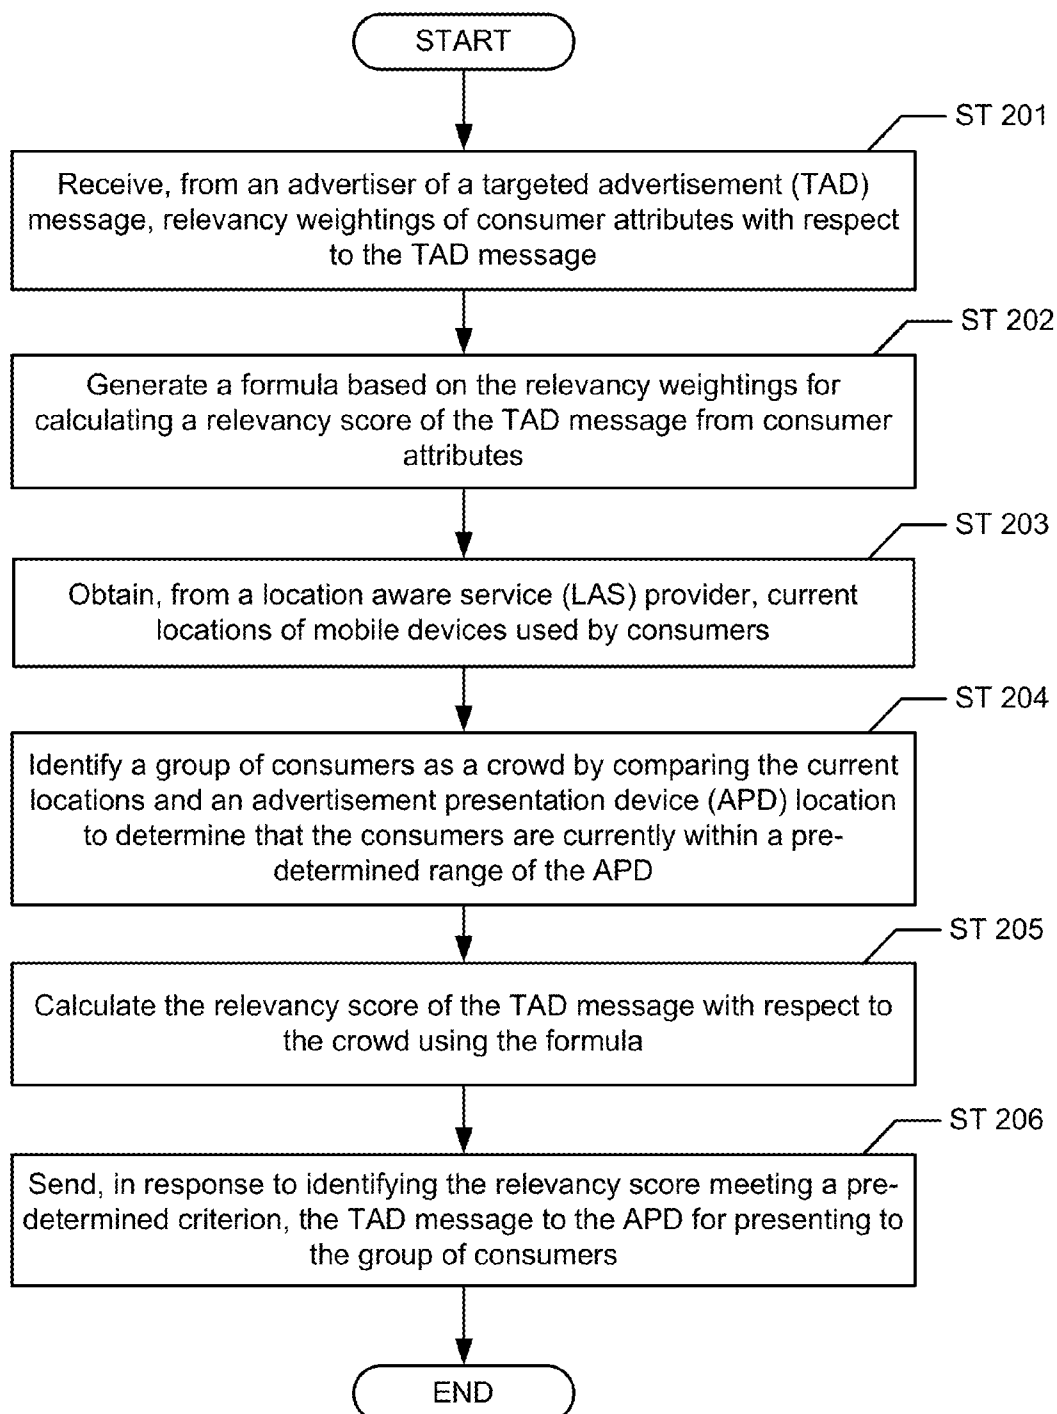 START
ST 201
Receive, from an advertiser of a targeted advertisement (TAD)
message, relevancy weightings of consumer attributes with respect
to the TAD message
ST 202
Generate a formula based on the relevancy weightings for
calculating a relevancy score of the TAD message from consumer
attributes
ST 203
Obtain, from a location aware service (LAS) provider, current
locations of mobile devices used by consumers
ST 204
Identify a group of consumers as a crowd by comparing the current
locations and an advertisement presentation device (APD) location
to determine that the consumers are currently within a pre-
determined range of the APD
ST 205
Calculate the relevancy score of the TAD message with respect to
the crowd using the formula
ST 206
Send, in response to identifying the relevancy score meeting a pre-
determined criterion, the TAD message to the APD for presenting to
the group of consumers
END